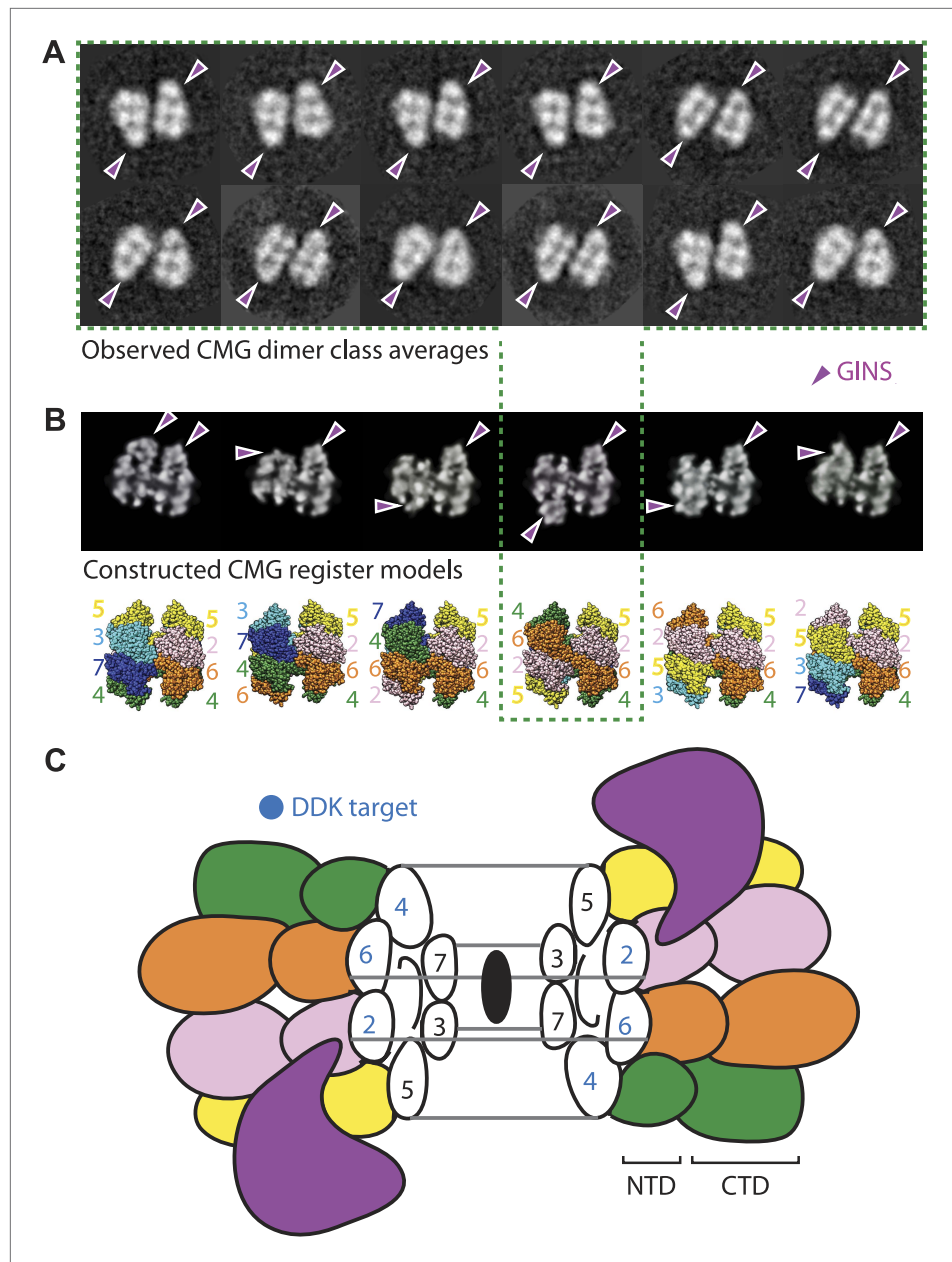 A
Observed CMG dimer class averages
GINS
B
Constructed CMG register models
5 5 3 5 7 5 4 5 6 5 2 5
3 2 7 2 4 2 6 2 2 2 5 2
7 6 4 6 6 6 2 6 5 6 3 6
4 4 6 4 2 4 5 4 3 4 7 4
C
DDK target
4 5
6 7 3 2
2 3 7 6
5 4
NTD CTD